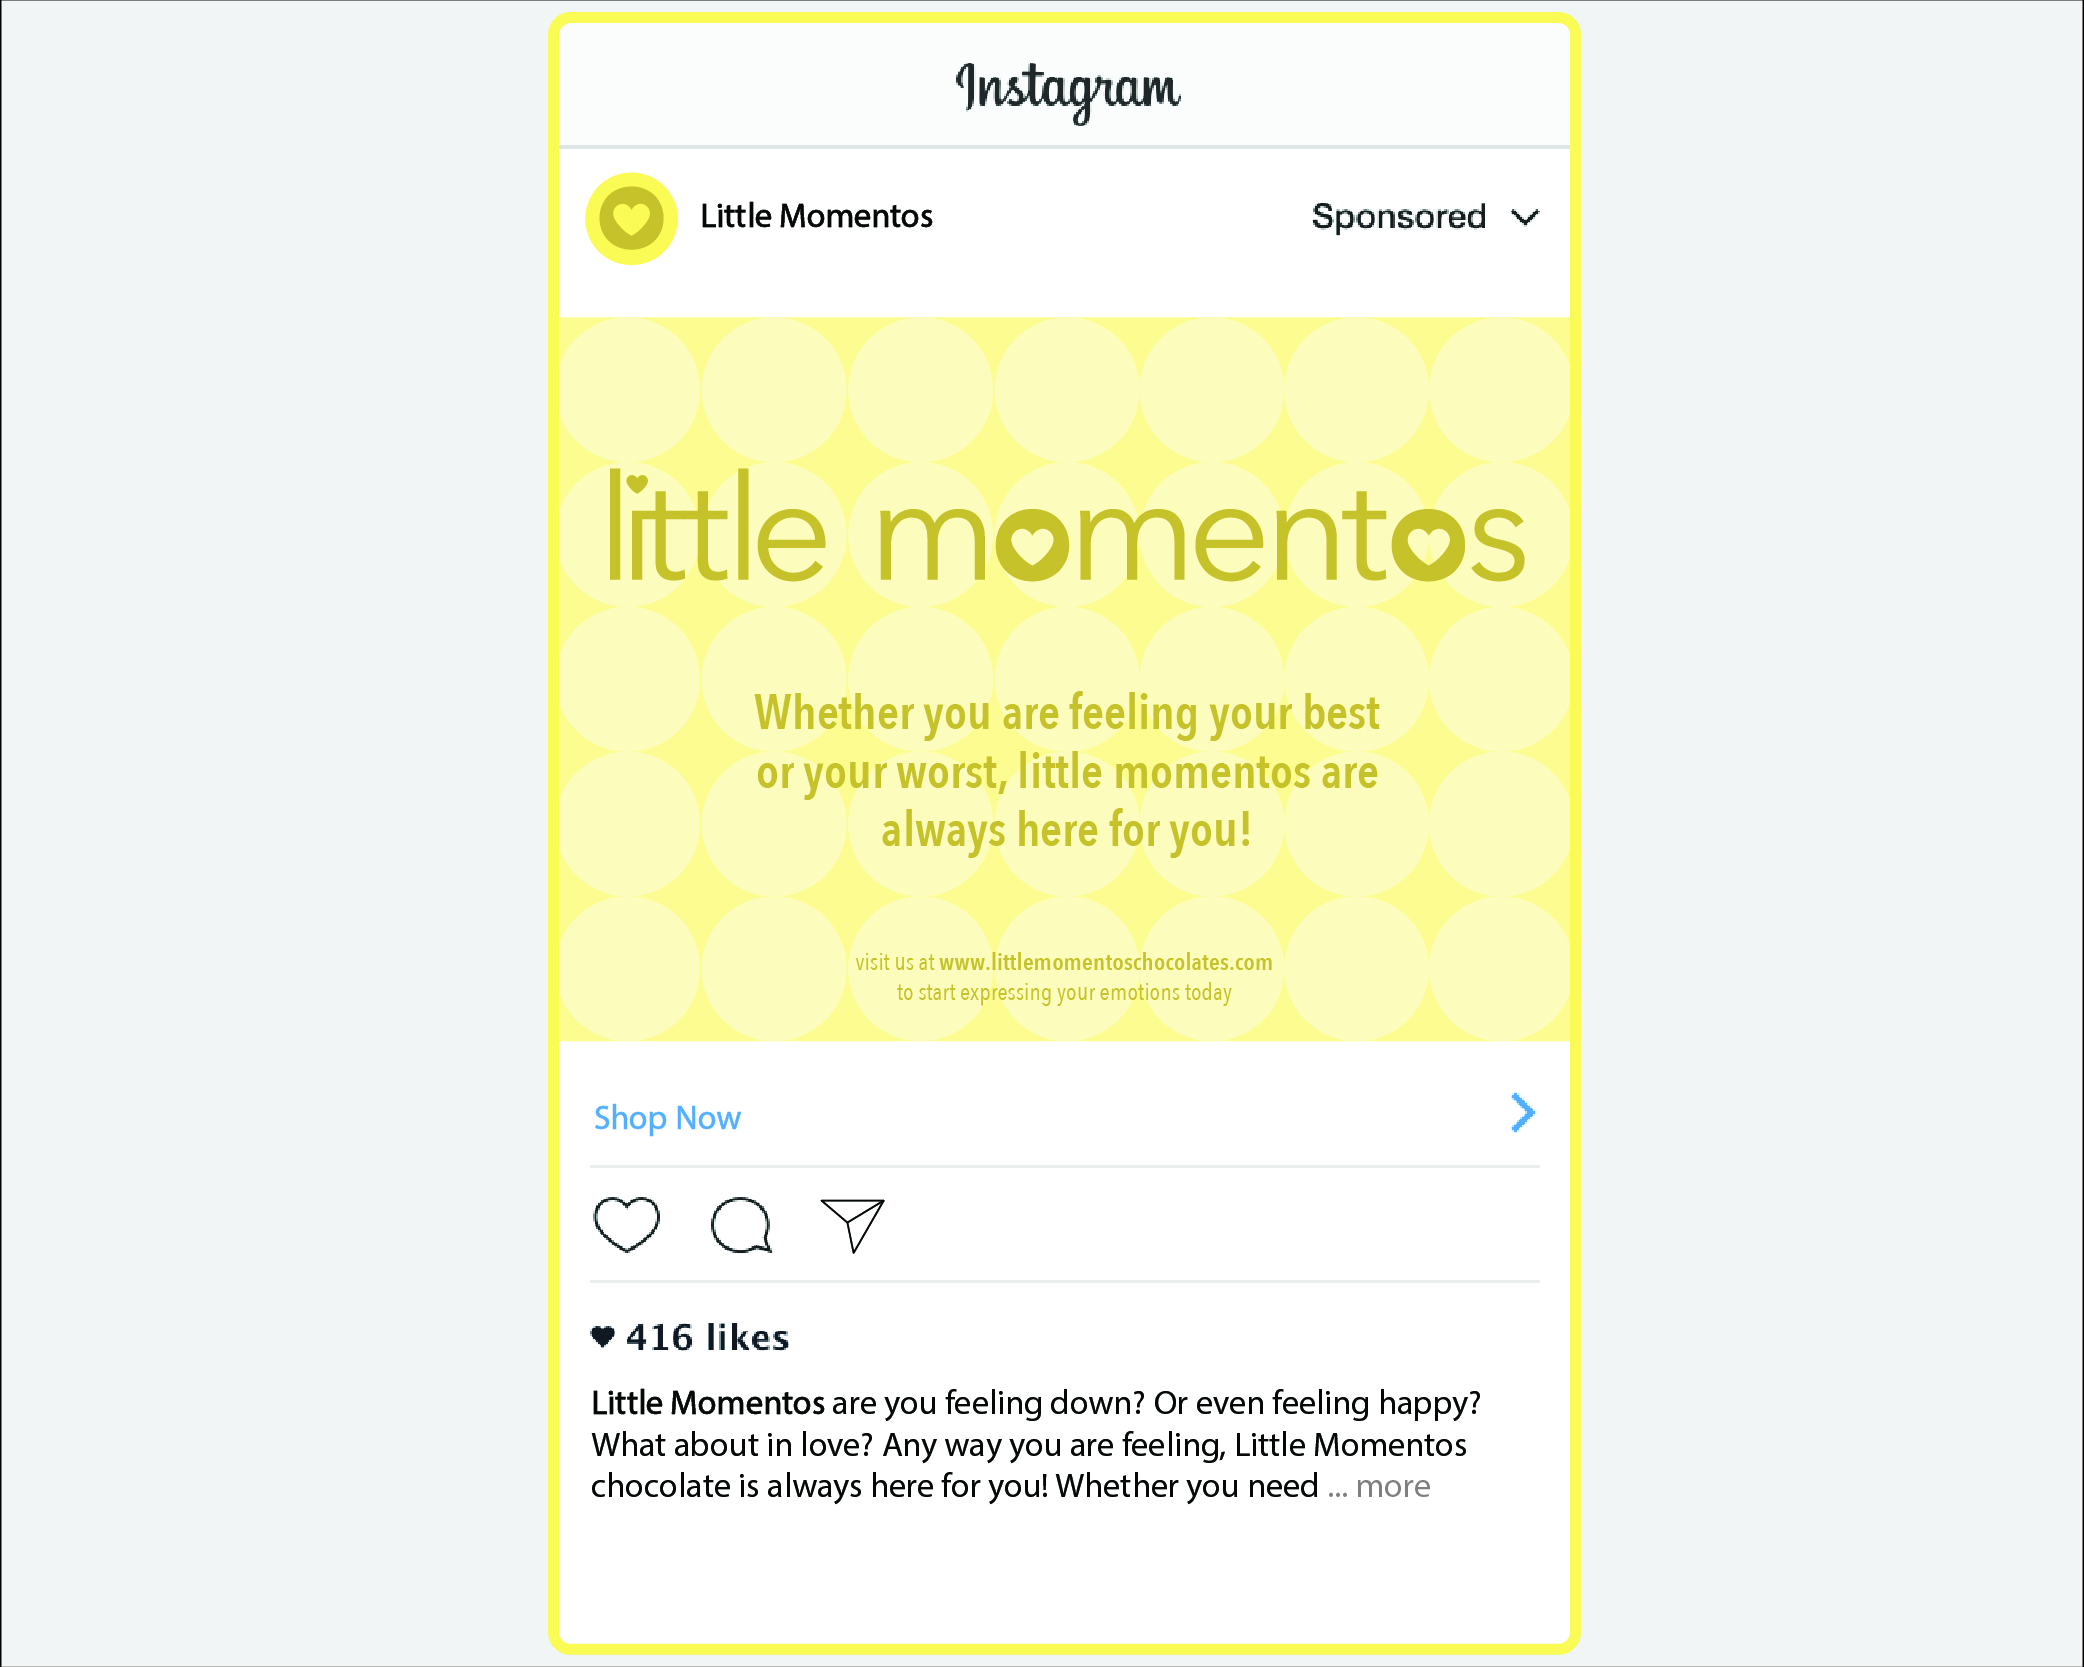 Instagram
Little Momentos
Sponsored
little momentos
Whether you are feeling your best
or your worst, little momentos are
always here for you!
visit us at www.littlemomentoschocolates.com
to start expressing your emotions today
Shop Now
416 likes
Little Momentos are you feeling down? Or even feeling happy?
What about in love? Any way you are feeling, Little Momentos
chocolate is always here for you! Whether you need ... more